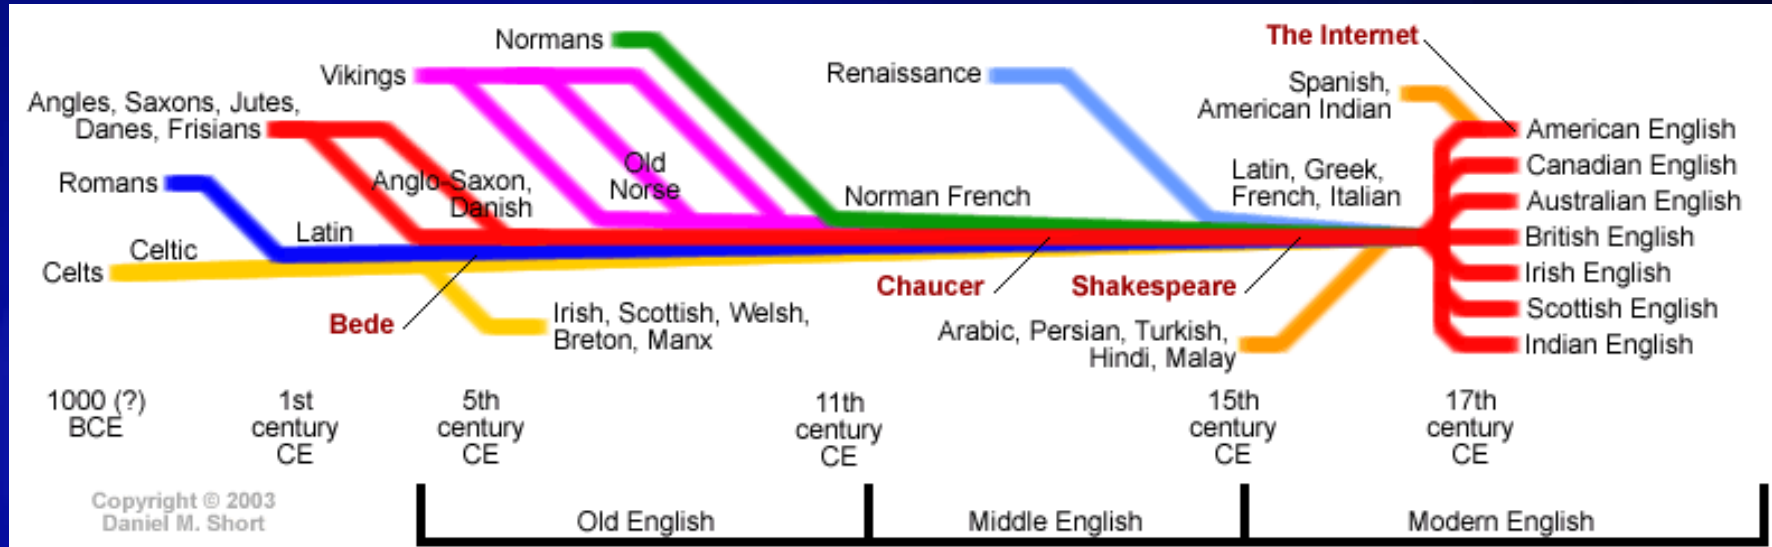 Normans
The Internet
Vikings
Renaissance
Spanish,
American Indian
Angles, Saxons, Jutes,
Danes, Frisians
American English
Romans
Anglo-Saxon,
Danish
Old
Norse
Norman French
Latin, Greek,
French, Italian
Canadian English
Australian English
Celtic
Latin
British English
Celts
Chaucer
Shakespeare
Irish English
Bede
Irish, Scottish, Welsh,
Breton, Manx
Arabic, Persian, Turkish,
Hindi, Malay
Scottish English
Indian English
1000 (?)
BCE
1st
century
CE
5th
century
CE
11th
century
CE
15th
century
CE
17th
century
CE
Copyright © 2003
Daniel M. Short
Old English
Middle English
Modern English